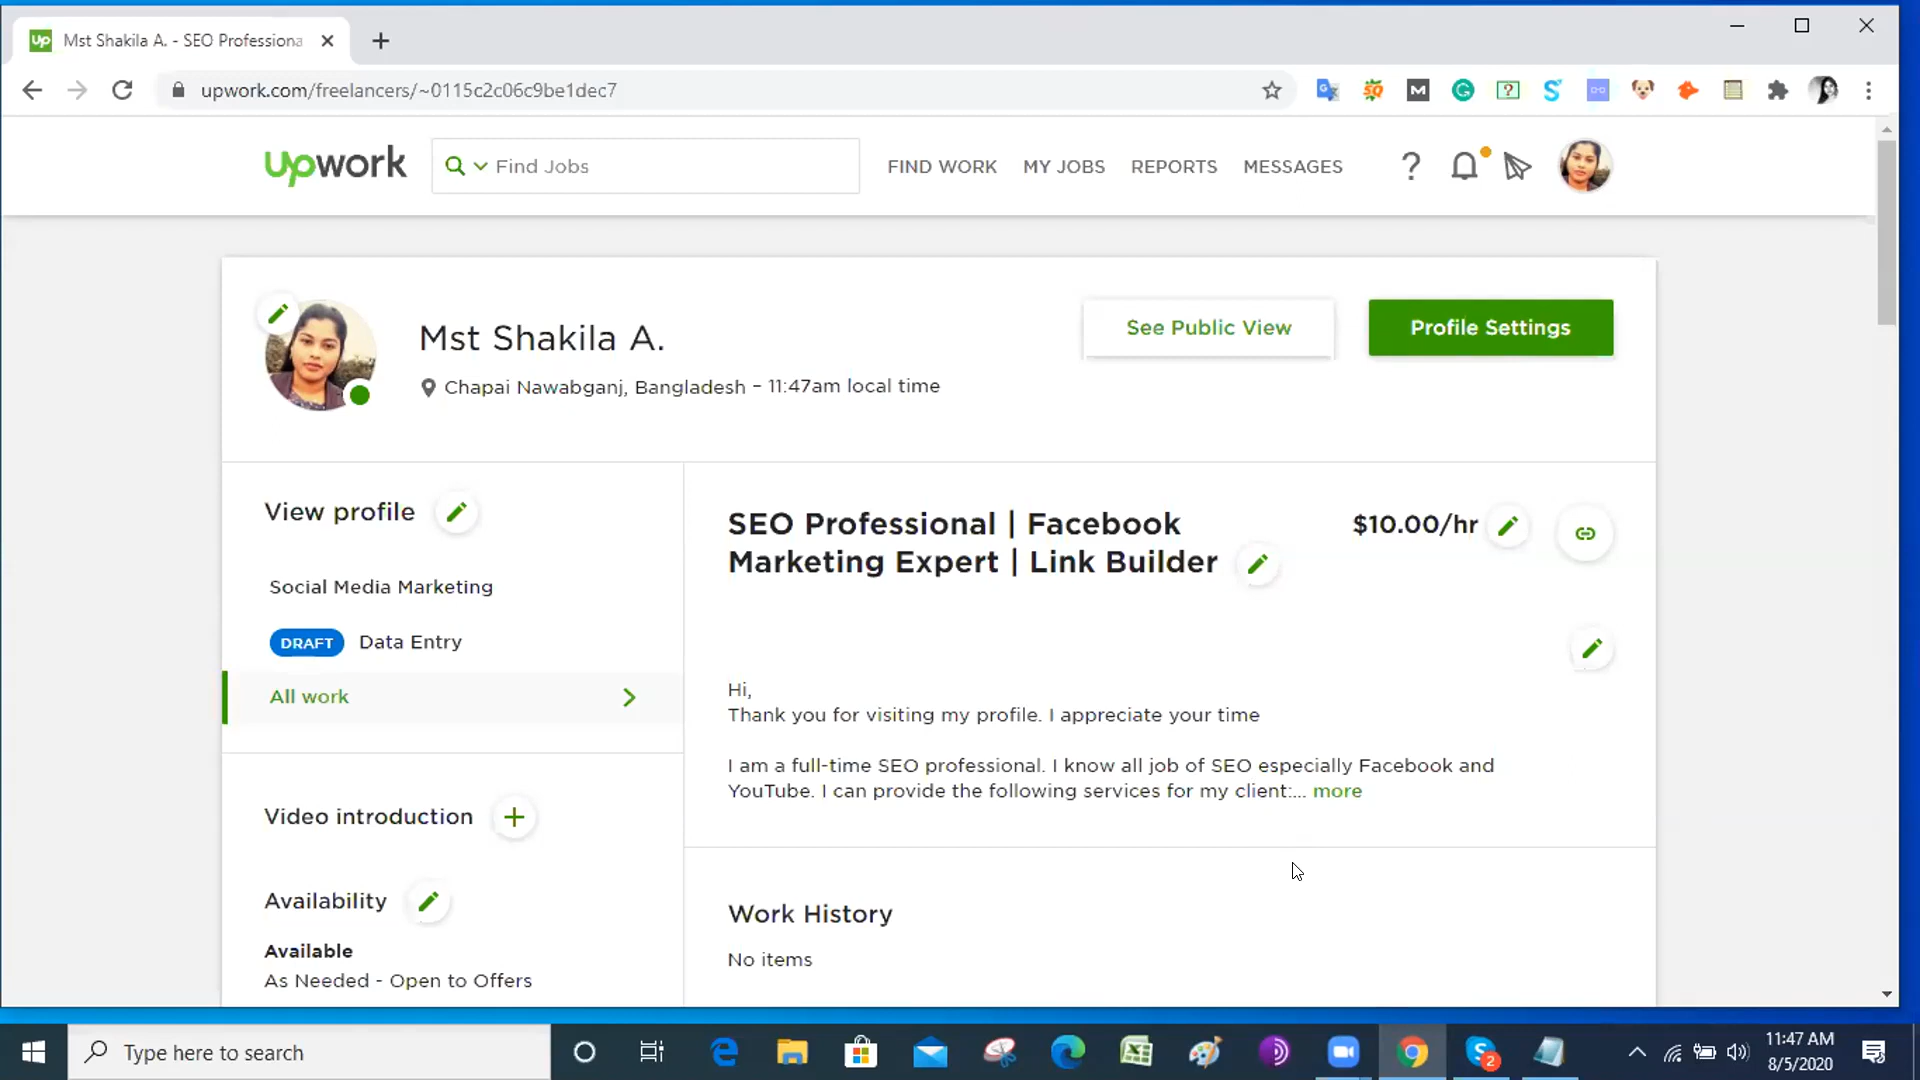 Mst Shakila A. - SEO Professiona
upwork.com/freelancers/~0115c2c06c9be1dec7
upwork
Find Jobs
FIND WORK
MY JOBS
REPORTS
MESSAGES
Mst Shakila A.
Chapai Nawabganj, Bangladesh – 11:47am local time
See Public View
Profile Settings
View profile
Social Media Marketing
DRAFT Data Entry
All work
Video introduction
Availability
Available
As Needed - Open to Offers
SEO Professional | Facebook
Marketing Expert | Link Builder
$10.00/hr
Hi,
Thank you for visiting my profile. I appreciate your time
I am a full-time SEO professional. I know all job of SEO especially Facebook and
YouTube. I can provide the following services for my client:... more
Work History
No items
Type here to search
2
11:47 AM
8/5/2020